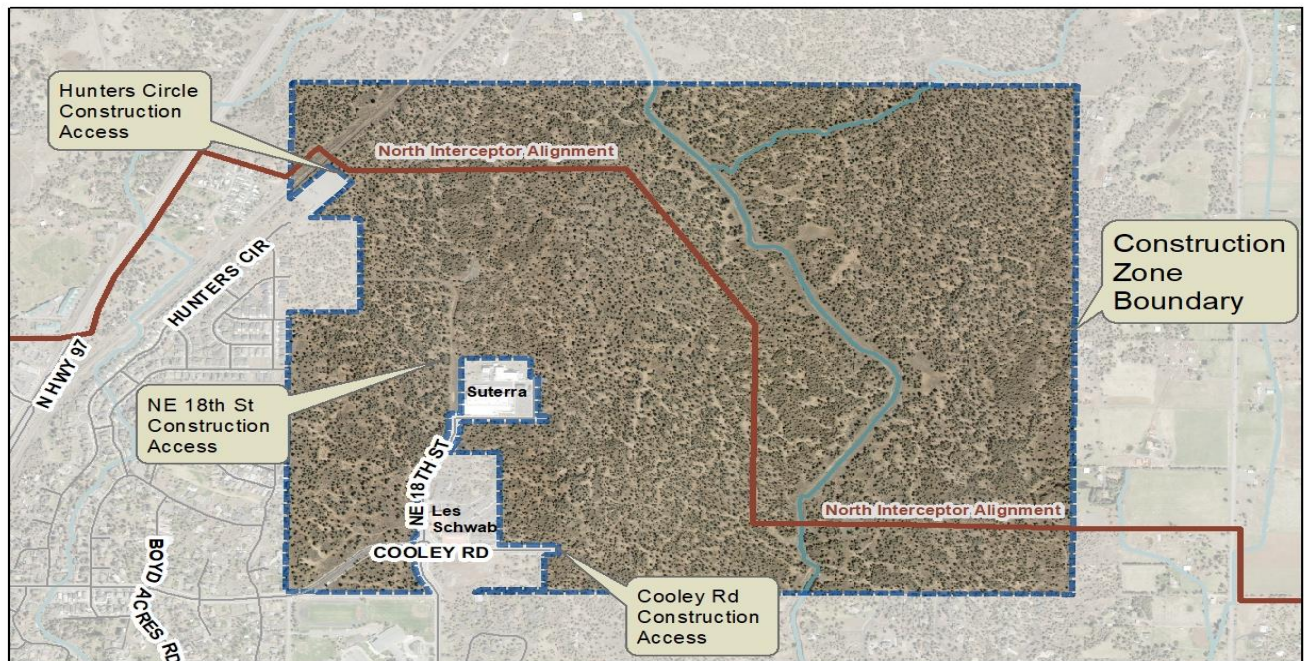 Hunters Circle
Construction
Access
North Interceptor Alignment
Construction
Zone
Boundary
HUNTERS CIR
N HWY 97
NE 18th St
Construction
Access
Suterra
NE 18TH ST
Les
Schwab
COOLEY RD
North Interceptor Alignment
BOYD ACRES RD
Cooley Rd
Construction
Access